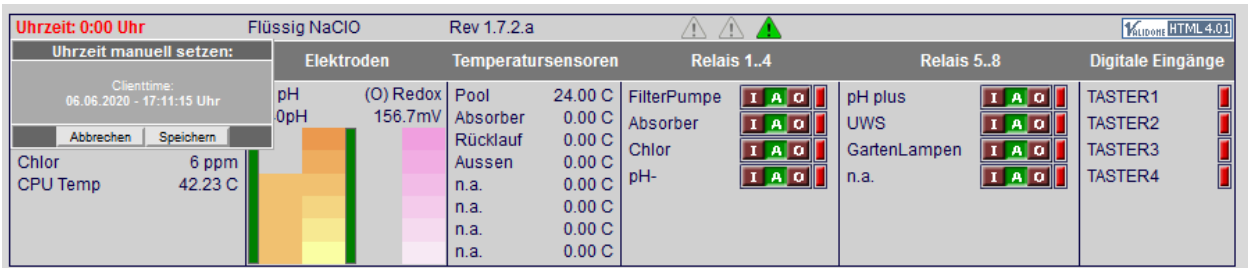 Uhrzeit: 0:00 Uhr Flüssig NaClO Rev 1.7.2.a VALIDOME HTML 4.01
Uhrzeit manuell setzen:
Clienttime:
06.06.2020 - 17:11:15 Uhr
Abbrechen Speichern
Chlor 6 ppm
CPU Temp 42.23 C
Elektroden
pH (O) Redox
0pH 156.7mV
Temperatursensoren
Pool 24.00 C
Absorber 0.00 C
Rücklauf 0.00 C
Aussen 0.00 C
n.a. 0.00 C
n.a. 0.00 C
n.a. 0.00 C
n.a. 0.00 C
Relais 1..4
FilterPumpe I A O
Absorber I A O
Chlor I A O
pH- I A O
Relais 5..8
pH plus I A O
UWS I A O
GartenLampen I A O
n.a. I A O
Digitale Eingänge
TASTER1
TASTER2
TASTER3
TASTER4